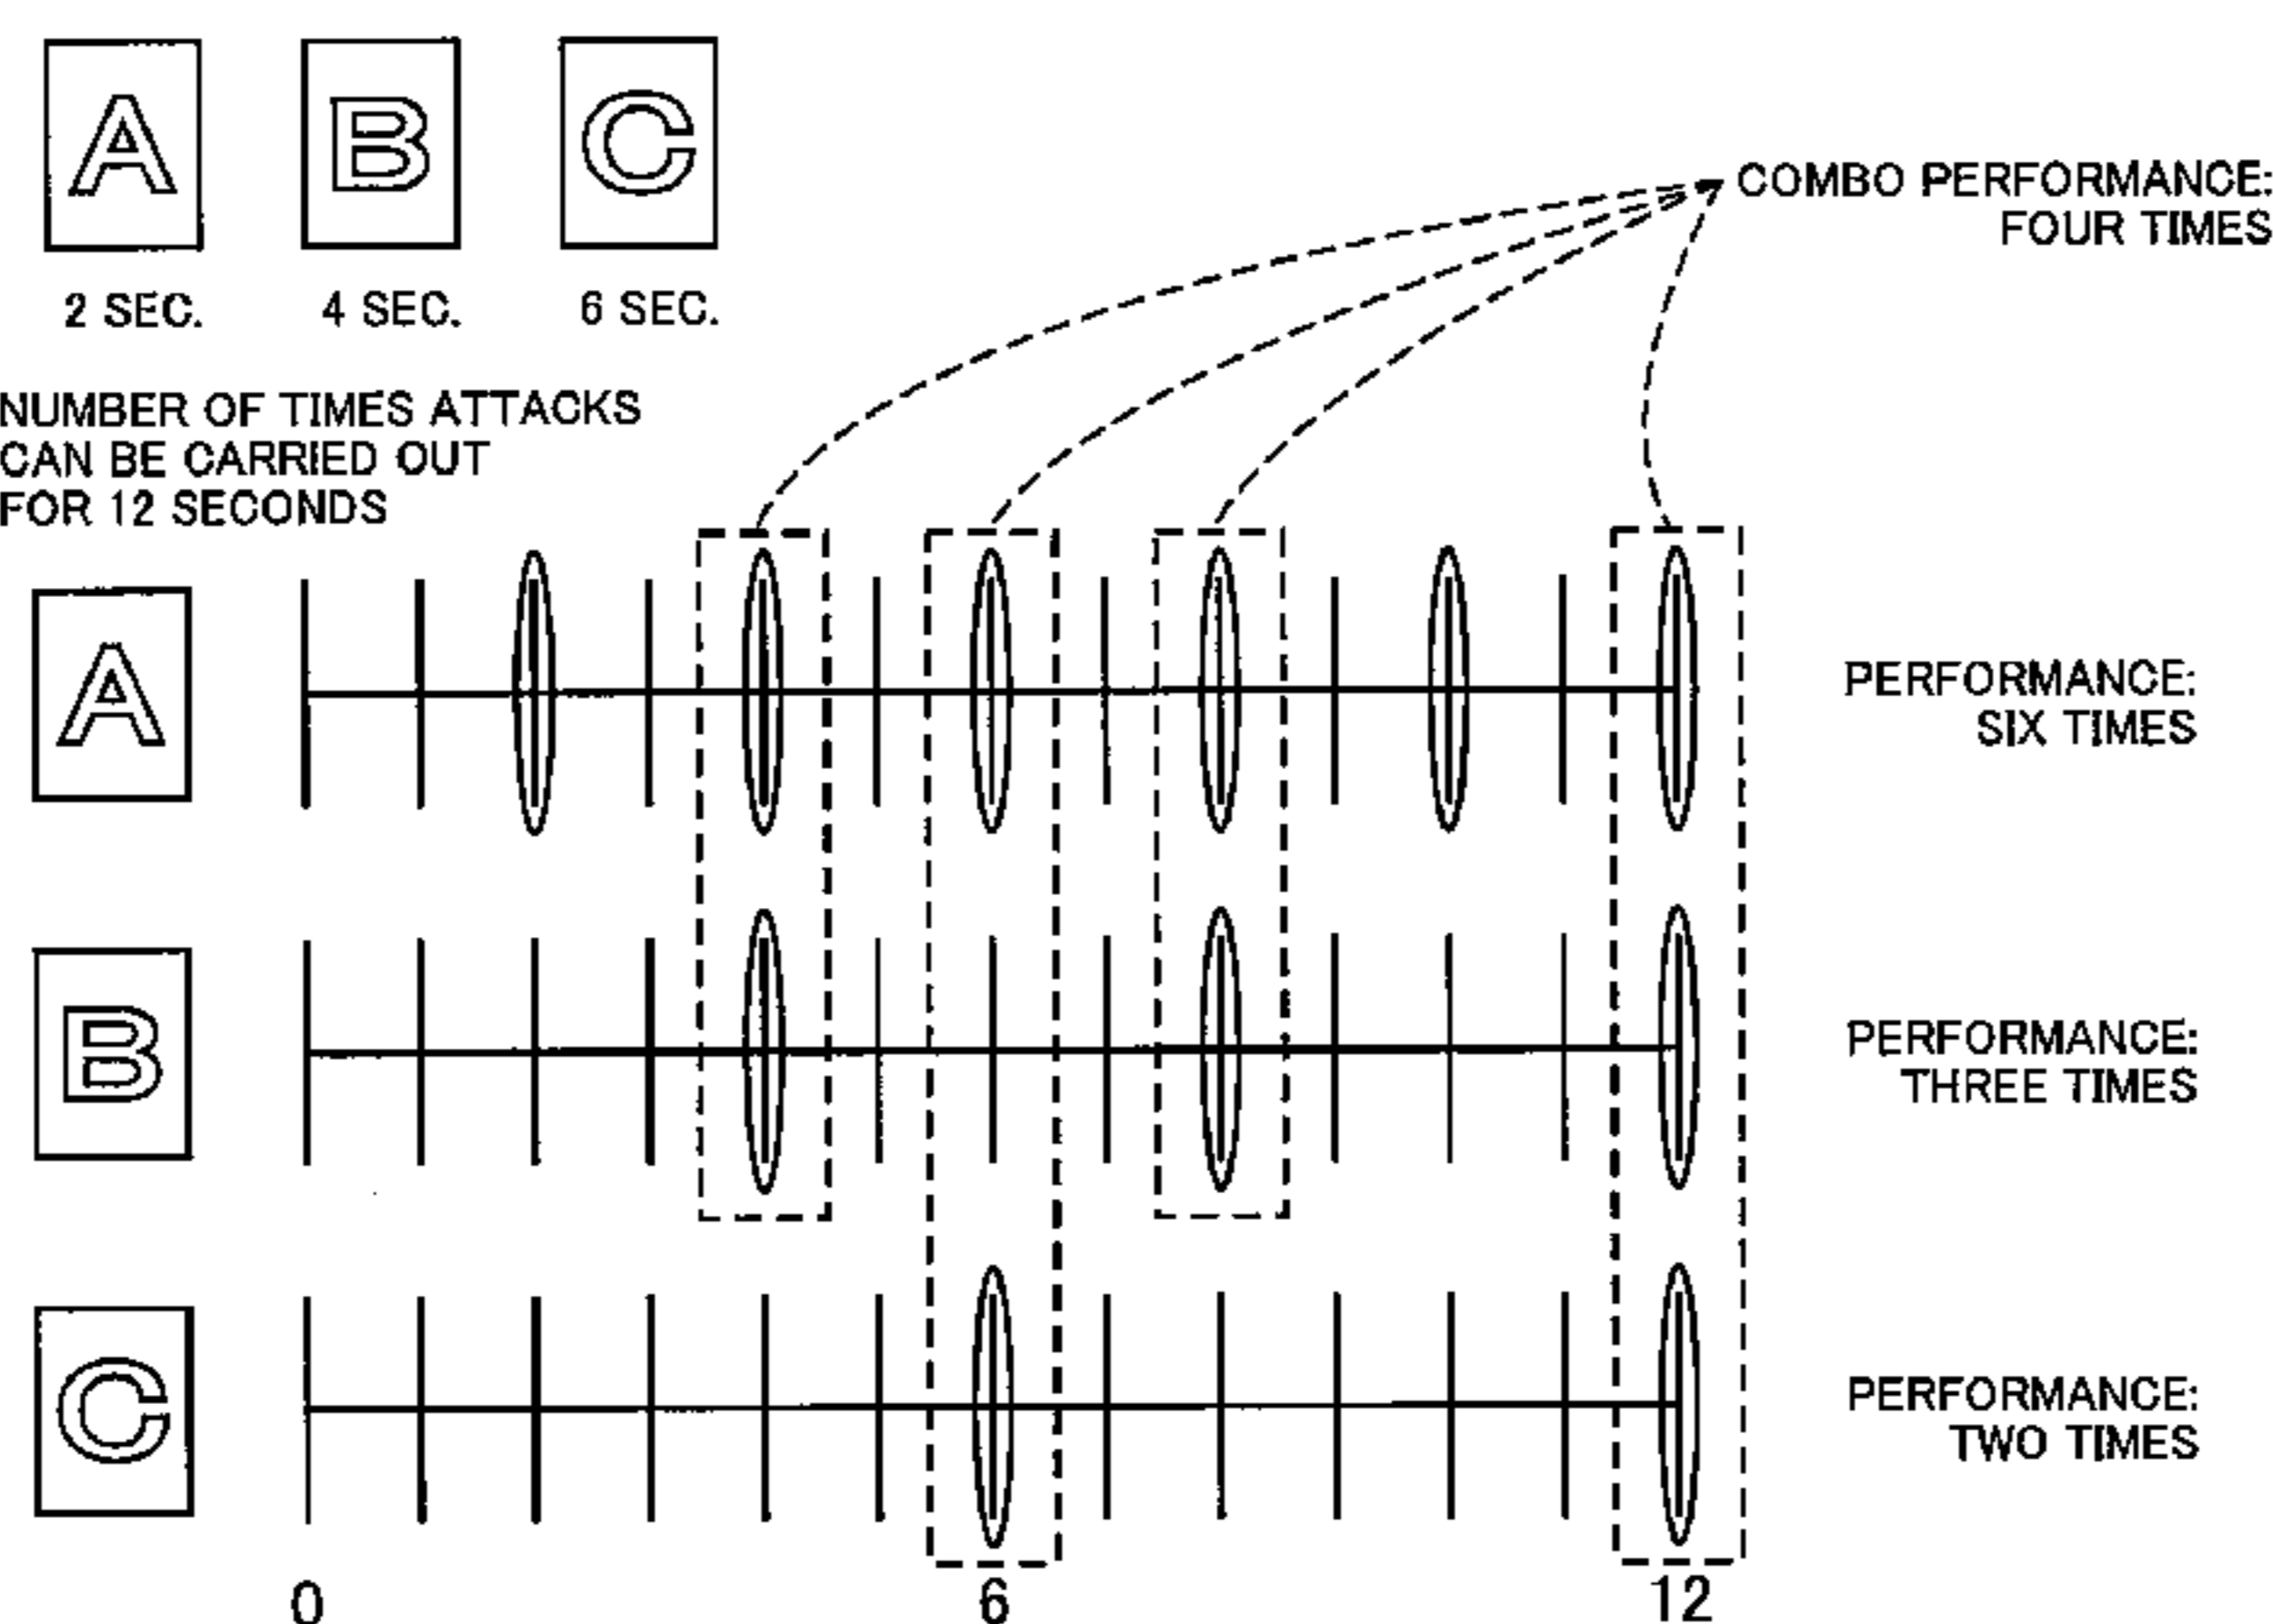 A B C
2 SEC. 4 SEC. 6 SEC.
COMBO PERFORMANCE:
FOUR TIMES
NUMBER OF TIMES ATTACKS
CAN BE CARRIED OUT
FOR 12 SECONDS
A
PERFORMANCE:
SIX TIMES
B
PERFORMANCE:
THREE TIMES
C
PERFORMANCE:
TWO TIMES
0 6 12